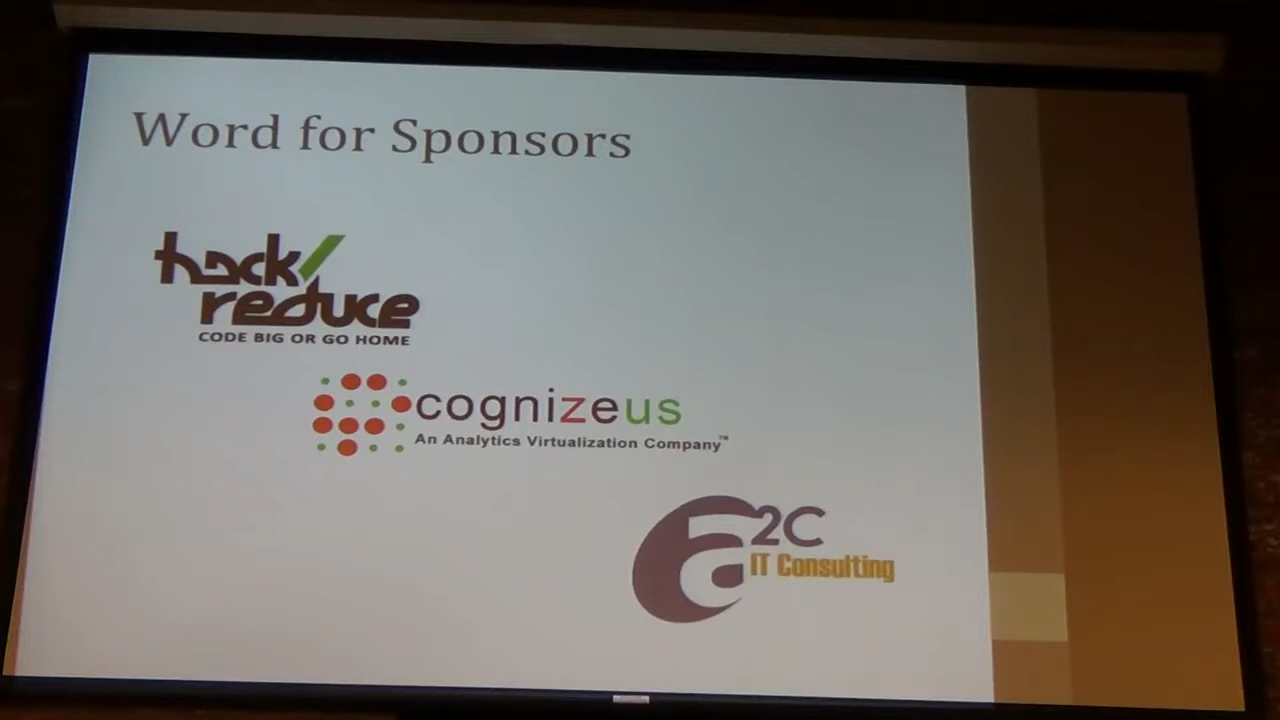 Word for Sponsors
hack/
reduce
CODE BIG OR GO HOME
cognizeus
An Analytics Virtualization Company™
a2C
IT Consulting